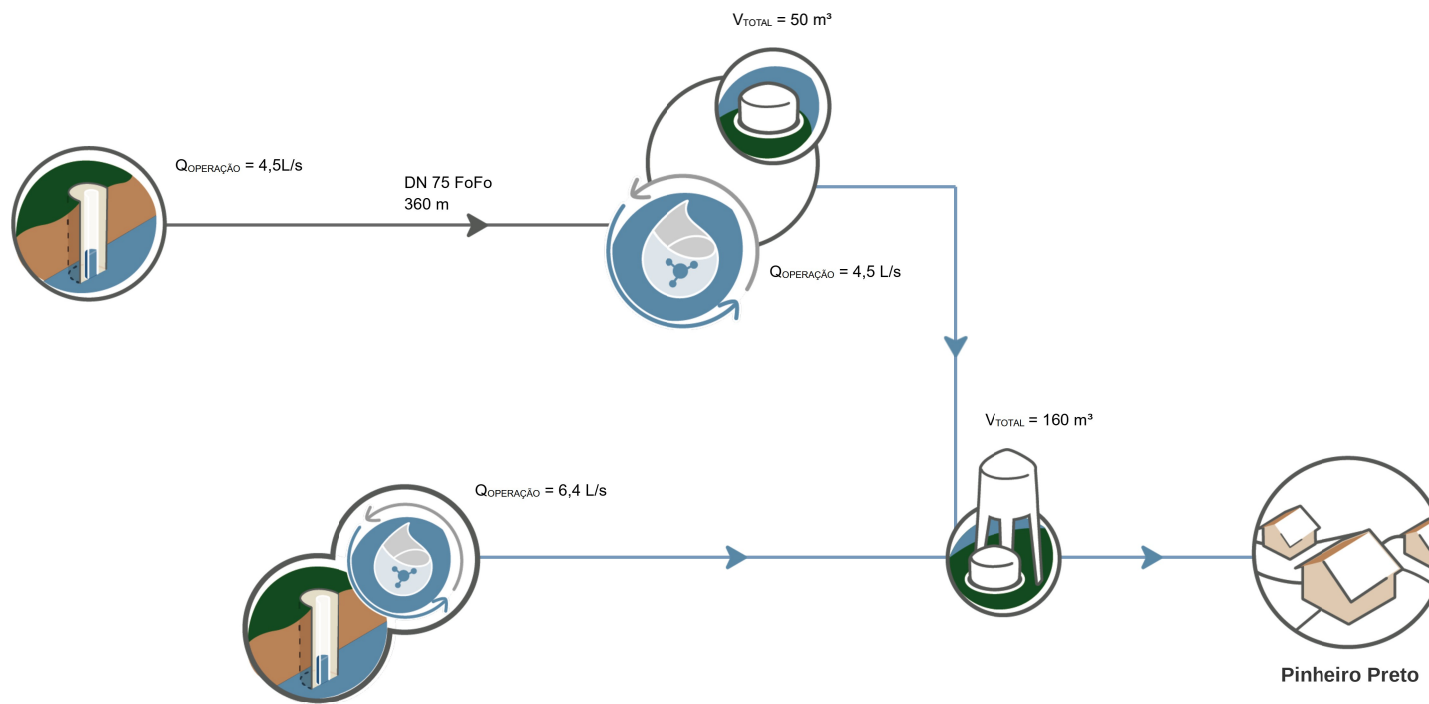 VTOTAL = 50 m³
QOPERAÇÃO = 4,5L/s
DN 75 FoFo
360 m
QOPERAÇÃO = 4,5 L/s
VTOTAL = 160 m³
QOPERAÇÃO = 6,4 L/s
Pinheiro Preto